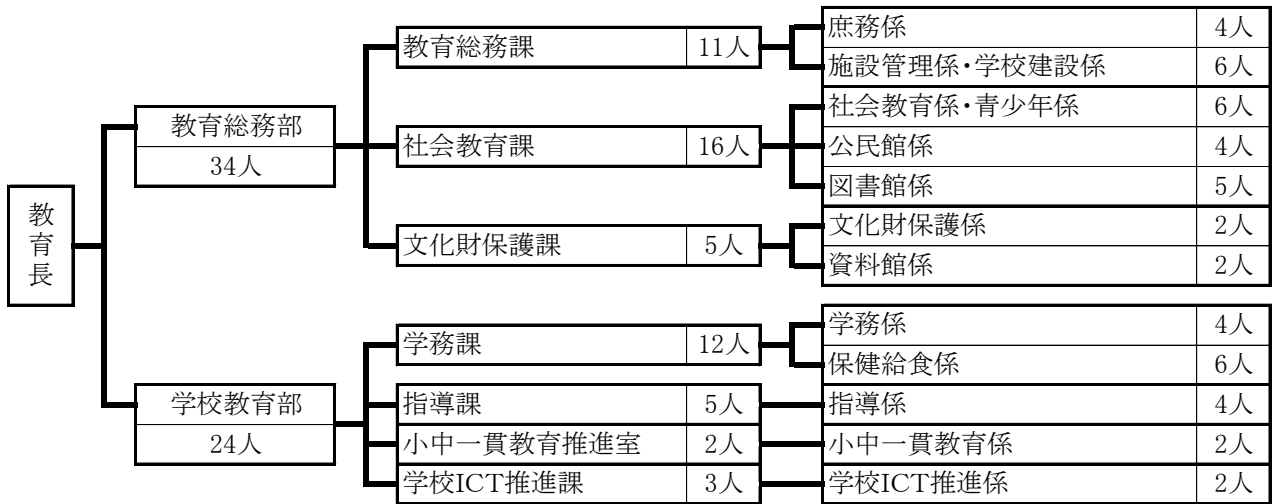 教育長
教育総務部
34人
教育総務課 11人
庶務係 4人
施設管理係・学校建設係 6人
社会教育課 16人
社会教育係・青少年係 6人
公民館係 4人
図書館係 5人
文化財保護課 5人
文化財保護係 2人
資料館係 2人
学校教育部
24人
学務課 12人
学務係 4人
保健給食係 6人
指導課 5人
指導係 4人
小中一貫教育推進室 2人
小中一貫教育係 2人
学校ICT推進課 3人
学校ICT推進係 2人